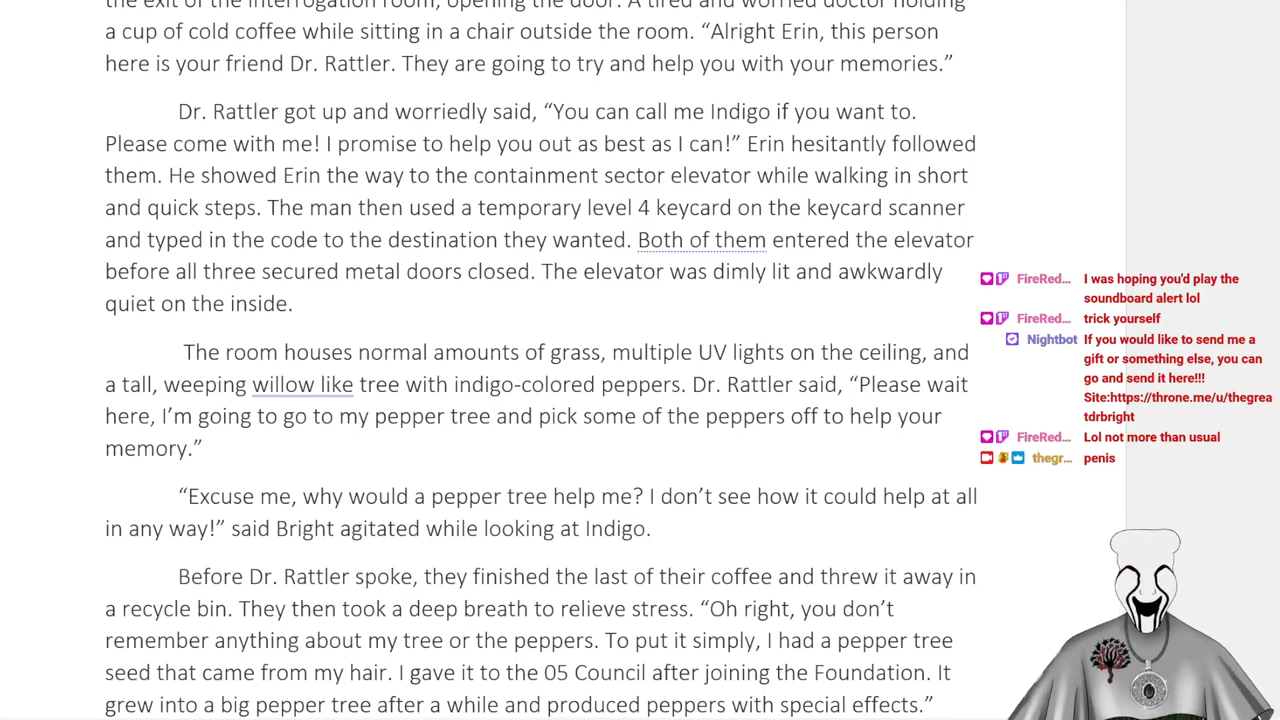 the exit of the interrogation room, opening the door. A tired and worried doctor holding
a cup of cold coffee while sitting in a chair outside the room. “Alright Erin, this person
here is your friend Dr. Rattler. They are going to try and help you with your memories.”
Dr. Rattler got up and worriedly said, “You can call me Indigo if you want to.
Please come with me! I promise to help you out as best as I can!” Erin hesitantly followed
them. He showed Erin the way to the containment sector elevator while walking in short
and quick steps. The man then used a temporary level 4 keycard on the keycard scanner
and typed in the code to the destination they wanted. Both of them entered the elevator
before all three secured metal doors closed. The elevator was dimly lit and awkwardly
quiet on the inside.
The room houses normal amounts of grass, multiple UV lights on the ceiling, and
a tall, weeping willow like tree with indigo-colored peppers. Dr. Rattler said, “Please wait
here, I’m going to go to my pepper tree and pick some of the peppers off to help your
memory.”
“Excuse me, why would a pepper tree help me? I don’t see how it could help at all
in any way!” said Bright agitated while looking at Indigo.
Before Dr. Rattler spoke, they finished the last of their coffee and threw it away in
a recycle bin. They then took a deep breath to relieve stress. “Oh right, you don’t
remember anything about my tree or the peppers. To put it simply, I had a pepper tree
seed that came from my hair. I gave it to the 05 Council after joining the Foundation. It
grew into a big pepper tree after a while and produced peppers with special effects.”
FireRed... I was hoping you'd play the
soundboard alert lol
FireRed... trick yourself
Nightbot If you would like to send me a
gift or something else, you can
go and send it here!!!
Site:https://throne.me/u/thegrea
tdrbright
FireRed... Lol not more than usual
thegr... penis